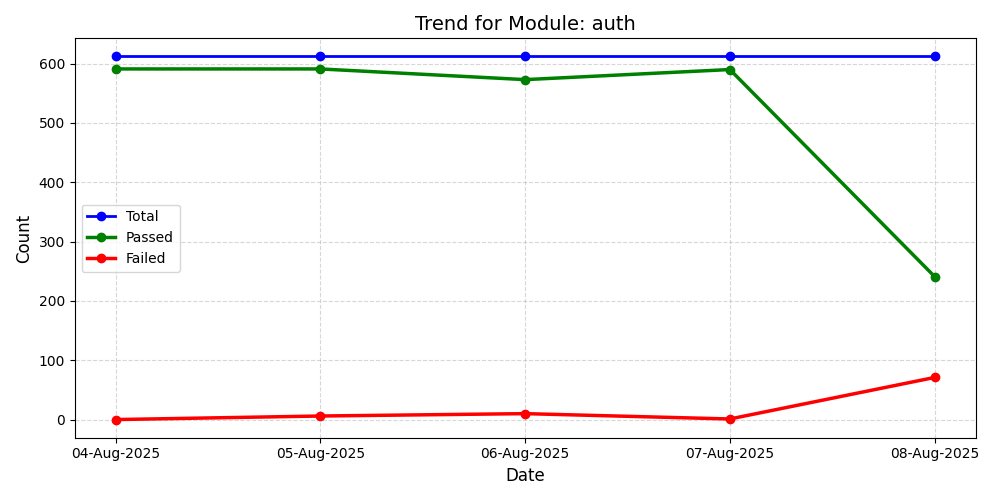 Trend for Module: auth
Count
600
500
400
300
200
100
0
Total
Passed
Failed
04-Aug-2025
05-Aug-2025
06-Aug-2025
07-Aug-2025
08-Aug-2025
Date